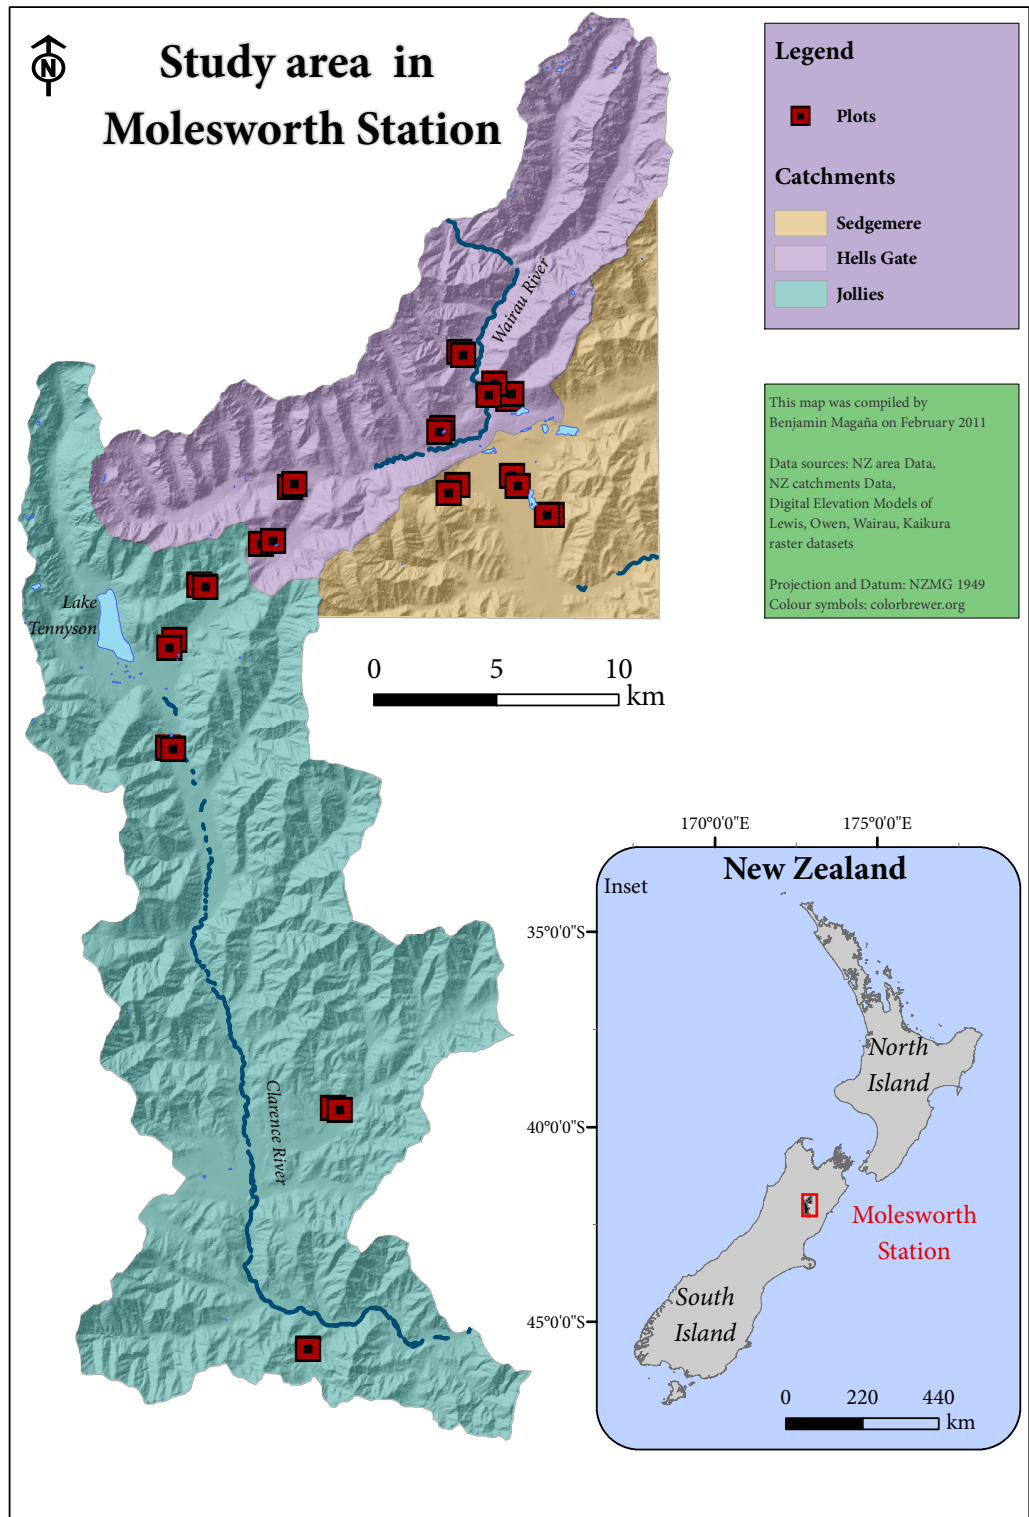 N
Study area in
Molesworth Station
Legend
Plots
Catchments
Sedgemere
Hells Gate
Jollies
This map was compiled by
Benjamin Magaña on February 2011
Data sources: NZ area Data,
NZ catchments Data,
Digital Elevation Models of
Lewis, Owen, Wairau, Kaikura
raster datasets
Projection and Datum: NZMG 1949
Colour symbols: colorbrewer.org
Wairau River
Lake
Tennyson
0 5 10
km
Clarence River
170°0'0"E 175°0'0"E
New Zealand
Inset
35°0'0"S
North
Island
40°0'0"S
Molesworth
Station
South
Island
45°0'0"S
0 220 440
km